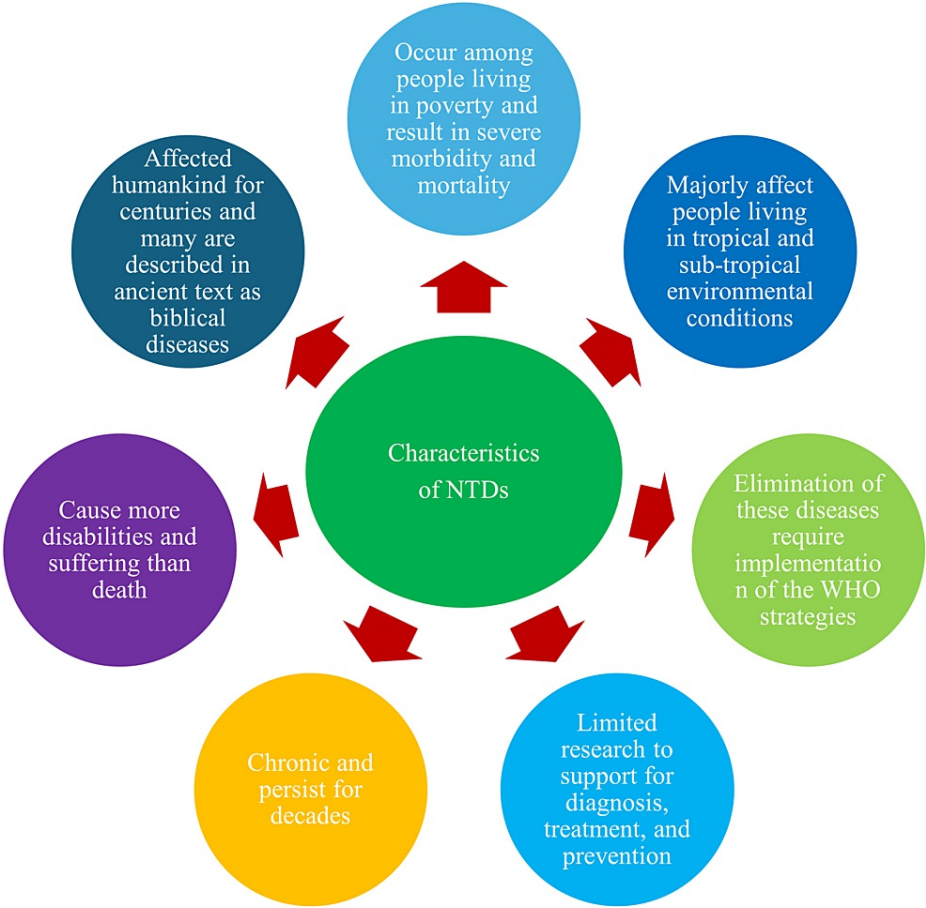 Occur among
people living
in poverty and
result in severe
morbidity and
mortality
Majorly affect
people living
in tropical and
sub-tropical
environmental
conditions
Elimination of
these diseases
require
implementatio
n of the WHO
strategies
Limited
research to
support for
diagnosis,
treatment, and
prevention
Chronic and
persist for
decades
Cause more
disabilities and
suffering than
death
Affected
humankind for
centuries and
many are
described in
ancient text as
biblical
diseases
Characteristics
of NTDs